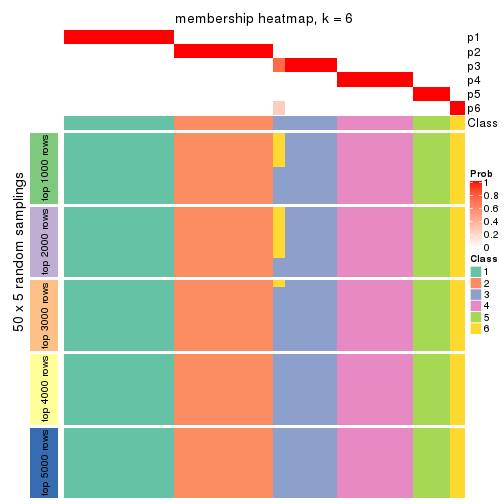 membership heatmap, k = 6
p1
p2
p3
p4
p5
p6
Class
50 x 5 random samplings
top 1000 rows
top 2000 rows
top 3000 rows
top 4000 rows
top 5000 rows
Prob
1
0.8
0.6
0.4
0.2
0
Class
1
2
3
4
5
6